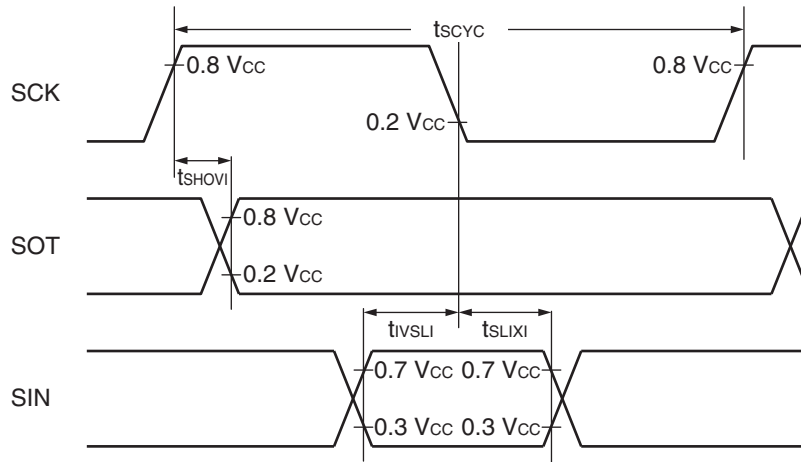 tSCYC
SCK
0.8 VCC
0.8 VCC
0.2 VCC
tSHOVI
SOT
0.8 VCC
0.2 VCC
tIVSLI
tSLIXI
SIN
0.7 VCC
0.7 VCC
0.3 VCC
0.3 VCC